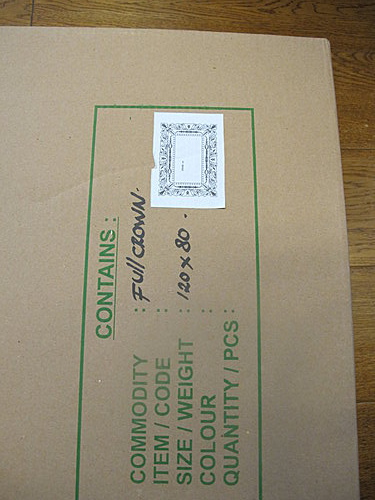 CONTAINS :
COMMODITY : Full CROWN.
ITEM / CODE :
SIZE / WEIGHT : 120 x 80.
COLOUR :
QUANTITY / PCS :